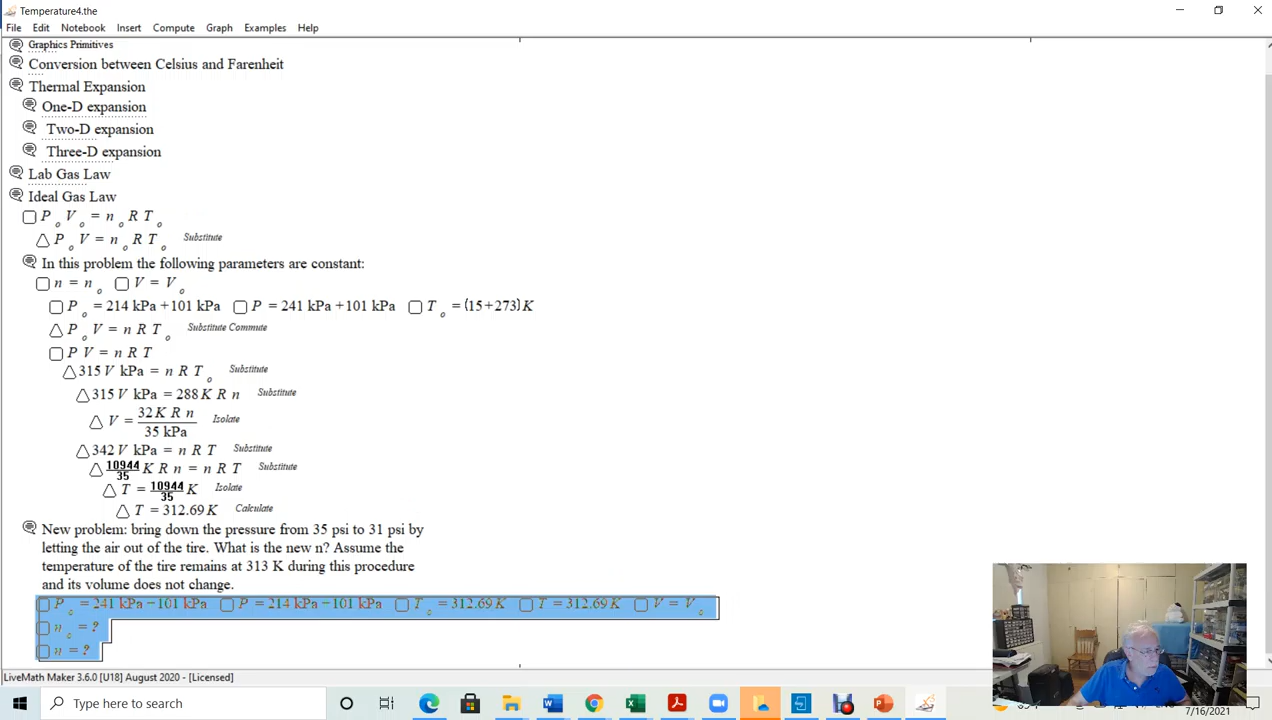 Temperature4.the
File Edit Notebook Insert Compute Graph Examples Help
Graphics Primitives
Conversion between Celsius and Farenheit
Thermal Expansion
One-D expansion
Two-D expansion
Three-D expansion
Lab Gas Law
Ideal Gas Law
P o V o = n o R T o
P o V = n o R T o Substitute
In this problem the following parameters are constant:
n = n o V = V o
P o = 214 kPa + 101 kPa P = 241 kPa + 101 kPa T o = (15 + 273) K
P o V = n R T o Substitute Commute
P V = n R T
315 V kPa = n R T o Substitute
315 V kPa = 288 K R n Substitute
V = 32 K R n / 35 kPa Isolate
342 V kPa = n R T Substitute
10944/35 K R n = n R T Substitute
T = 10944/35 K Isolate
T = 312.69 K Calculate
New problem: bring down the pressure from 35 psi to 31 psi by
letting the air out of the tire. What is the new n? Assume the
temperature of the tire remains at 313 K during this procedure
and its volume does not change.
P o = 241 kPa − 101 kPa P = 214 kPa − 101 kPa T o = 312.69 K T = 312.69 K V = V o
n o = ?
n = ?
LiveMath Maker 3.6.0 [U18] August 2020 - [Licensed]
Type here to search
7/16/2021